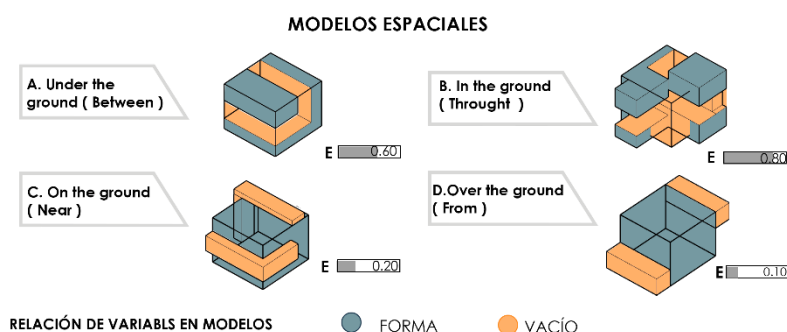 MODELOS ESPACIALES
A. Under the
ground ( Between )
E 0.60
B. In the ground
( Throught )
E 0.80
C. On the ground
( Near )
E 0.20
D.Over the ground
( From )
E 0.10
RELACIÓN DE VARIABLS EN MODELOS
FORMA
VACÍO